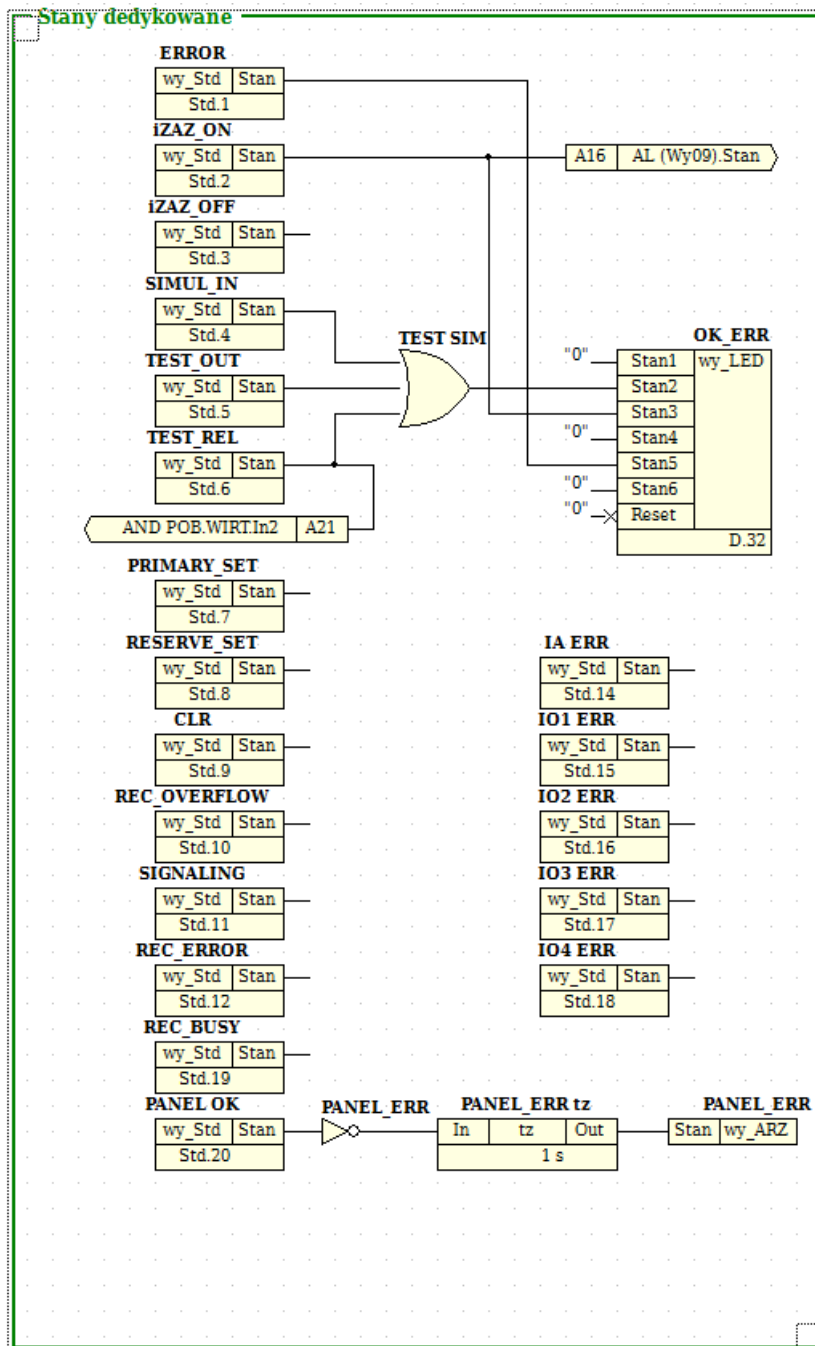 Stany dedykowane
ERROR
wy_Std Stan
Std.1
iZAZ_ON
wy_Std Stan
Std.2
A16 AL (Wy09).Stan
iZAZ_OFF
wy_Std Stan
Std.3
SIMUL_IN
wy_Std Stan
Std.4
TEST SIM
TEST_OUT
wy_Std Stan
Std.5
TEST_REL
wy_Std Stan
Std.6
AND POB.WIRT.In2 A21
OK_ERR
"0" Stan1 wy_LED
Stan2
Stan3
"0" Stan4
Stan5
"0" Stan6
"0" Reset
D.32
PRIMARY_SET
wy_Std Stan
Std.7
RESERVE_SET
wy_Std Stan
Std.8
CLR
wy_Std Stan
Std.9
REC_OVERFLOW
wy_Std Stan
Std.10
SIGNALING
wy_Std Stan
Std.11
REC_ERROR
wy_Std Stan
Std.12
REC_BUSY
wy_Std Stan
Std.19
IA ERR
wy_Std Stan
Std.14
IO1 ERR
wy_Std Stan
Std.15
IO2 ERR
wy_Std Stan
Std.16
IO3 ERR
wy_Std Stan
Std.17
IO4 ERR
wy_Std Stan
Std.18
PANEL OK
wy_Std Stan
Std.20
PANEL_ERR
PANEL_ERR tz
In tz Out
1 s
PANEL_ERR
Stan wy_ARZ